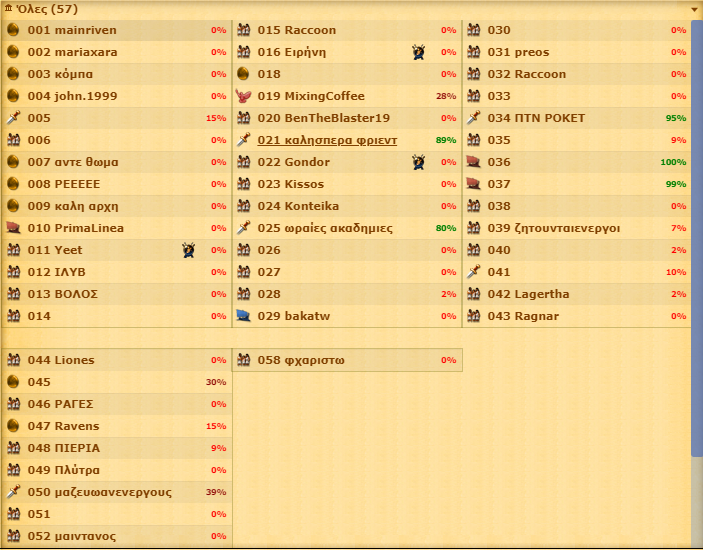 Όλες (57)
001 mainriven 0%
002 mariaxara 0%
003 κόμπα 0%
004 john.1999 0%
005 15%
006 0%
007 αντε θωμα 0%
008 PEEEEE 0%
009 καλη αρχη 0%
010 PrimaLinea 0%
011 Yeet 0%
012 ΙΛΥΒ 0%
013 ΒΟΛΟΣ 0%
014 0%
015 Raccoon 0%
016 Ειρήνη 0%
018 0%
019 MixingCoffee 28%
020 BenTheBlaster19 0%
021 καλησπερα φριεντ 89%
022 Gondor 0%
023 Kissos 0%
024 Konteika 0%
025 ωραίες ακαδημιες 80%
026 0%
027 0%
028 2%
029 bakatw 0%
030 0%
031 preos 0%
032 Raccoon 0%
033 0%
034 ΠΤΝ ΡΟΚΕΤ 95%
035 9%
036 100%
037 99%
038 0%
039 ζητουνταιενεργοι 7%
040 2%
041 10%
042 Lagertha 2%
043 Ragnar 0%
044 Liones 0%
045 30%
046 ΡΑΓΕΣ 0%
047 Ravens 15%
048 ΠΙΕΡΙΑ 9%
049 Πλύτρα 0%
050 μαζευωανενεργους 39%
051 0%
052 μαιντανος 0%
058 φχαριστω 0%